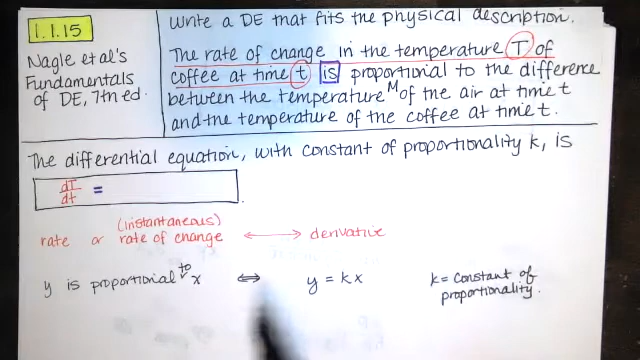 1.1.15
Nagle et al's
Fundamentals
of DE, 7th ed.
Write a DE that fits the physical description.
The rate of change in the temperature T of
coffee at time t is proportional to the difference
between the temperature M of the air at time t
and the temperature of the coffee at time t.
The differential equation, with constant of proportionality k, is
dT/dt = .
(instantaneous)
rate or rate of change ⟷ derivative
y is proportional to x ⟺ y = kx k = constant of
proportionality.